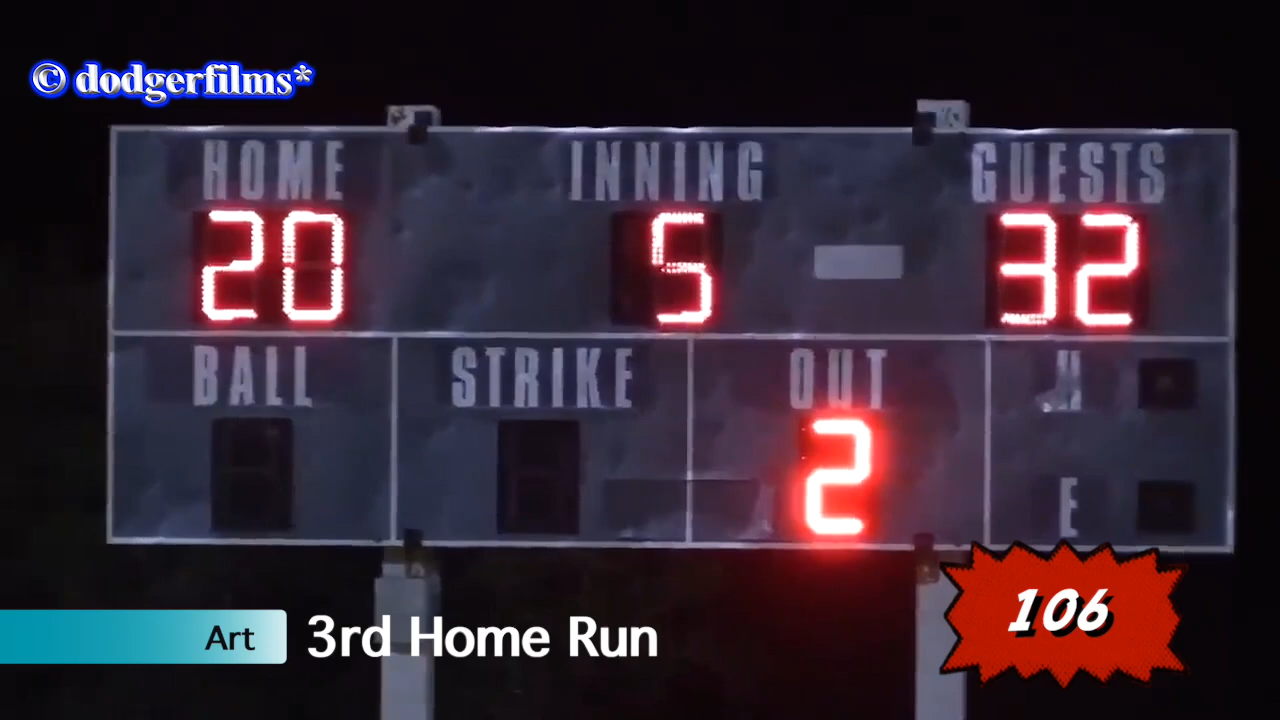 © dodgerfilms*
HOME INNING GUESTS
20 5 32
BALL STRIKE OUT H
2
E
106
Art 3rd Home Run